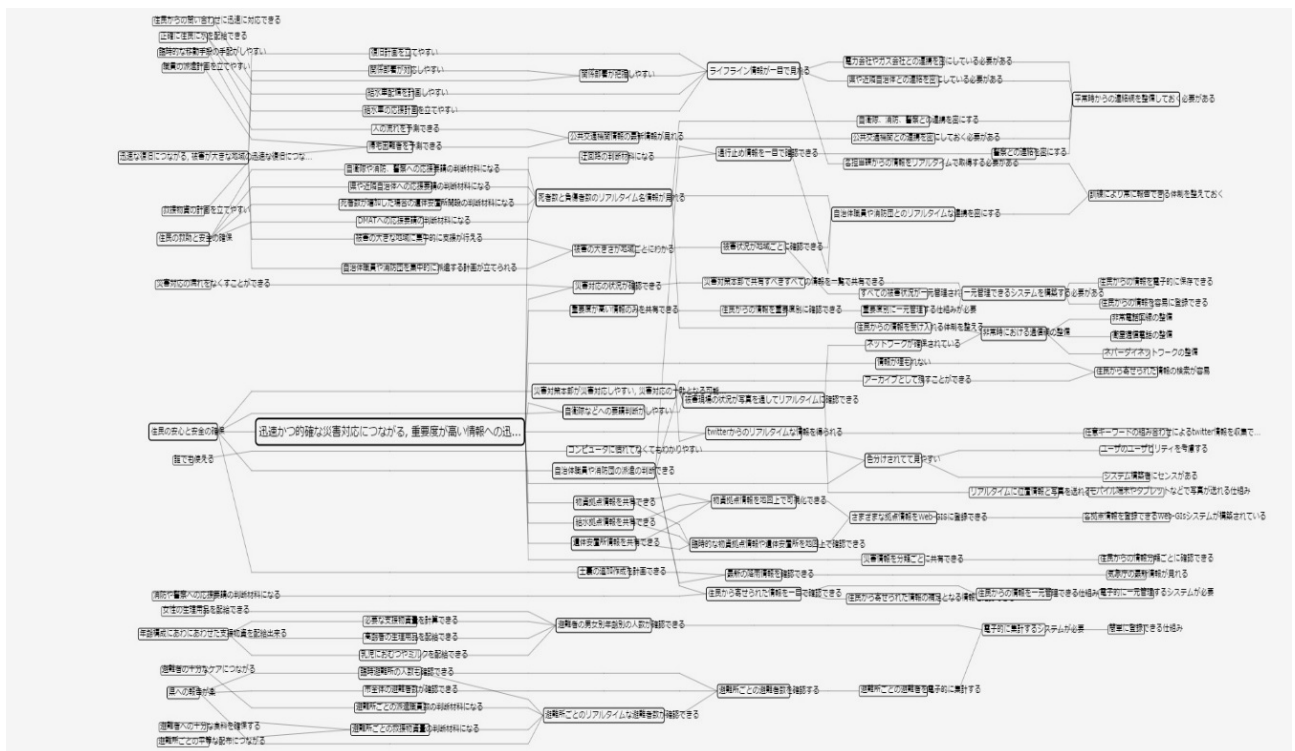 住民からの問い合わせに迅速に対応できる
正確に住民に水を配給できる
臨時的な移動手段の手配がしやすい
職員の派遣計画を立てやすい
復旧計画を立てやすい
関係部署が対応しやすい
関係部署が把握しやすい
給水車配備を計画しやすい
給水車の応援計画を立てやすい
人の流れを予測できる
帰宅困難者を予測できる
公共交通機関情報の最新情報が見れる
ライフライン情報が一目で見れる
電力会社やガス会社との連携を密にしている必要がある
県や近隣自治体との連絡を密にしている必要がある
平常時からの連絡網を整備しておく必要がある
自衛隊、消防、警察との連携を密にする
公共交通機関との連携を密にしておく必要がある
警察との連絡を密にする
通行止め情報を一目で確認できる
迂回路の判断材料になる
各担当課からの情報をリアルタイムで取得する必要がある
迅速な復旧につながる, 被害が大きな地域の迅速な復旧につな...
自衛隊や消防、警察への応援要請の判断材料になる
県や近隣自治体への応援要請の判断材料になる
死者数が増加した場合の遺体安置所開設の判断材料になる
DMATへの応援要請の判断材料になる
死者数と負傷者数のリアルタイム名情報が見れる
訓練により常に報告できる体制を整えておく
救援物資の計画を立てやすい
住民の救助と安全の確保
被害の大きな地域に集中的に支援が行える
被害の大きさが地域ごとにわかる
被害状況が地域ごとに確認できる
自治体職員や消防団とのリアルタイムな連携を密にする
自治体職員や消防団を集中的に派遣する計画が立てられる
災害対応の漏れをなくすことができる
災害対応の状況が確認できる
災害対策本部で共有すべきすべての情報を一覧で共有できる
すべての被害状況が一元管理され
一元管理できるシステムを構築する必要がある
住民からの情報を電子的に保存できる
住民からの情報を容易に登録できる
重要度が高い情報のみを共有できる
住民からの情報を重要度別に確認できる
重要度別に一元管理する仕組みが必要
住民からの情報を受け入れる体制を整える
非常時における通信網の整備
非常電話回線の整備
衛星通信電話の整備
ネバーダイネットワークの整備
ネットワークが確保されている
情報が埋もれない
アーカイブとして残すことができる
住民から寄せられた情報の検索が容易
災害対策本部が災害対応しやすい, 災害対応の一助となる可能...
被害現場の状況が写真を通してリアルタイムに確認できる
自衛隊などへの要請判断がしやすい
住民の安心と安全の確保
迅速かつ的確な災害対応につながる, 重要度が高い情報への迅...
twitterからのリアルタイムな情報を得られる
任意キーワードの組み合わせによるtwitter情報を収集で...
誰でも使える
コンピュータに慣れてなくてもわかりやすい
色分けされてて見やすい
ユーザのユーザビリティを考慮する
システム構築者にセンスがある
自治体職員や消防団の派遣の判断できる
リアルタイムに位置情報と写真を送れる
モバイル端末やタブレットなどで写真が送れる仕組み
物資拠点情報を共有できる
物資拠点情報を地図上で可視化できる
給水拠点情報を共有できる
さまざまな拠点情報をWeb-GISに登録できる
各拠点情報を登録できるWeb-GISシステムが構築されている
遺体安置所情報を共有できる
臨時的な物資拠点情報や遺体安置所を地図上で確認できる
災害情報を分類ごとに共有できる
住民からの情報分類ごとに確認できる
土嚢の追加作成を計画できる
最新の降雨情報を確認できる
気象庁の最新情報が見れる
消防や警察への応援要請の判断材料になる
住民から寄せられた情報を一目で確認できる
住民から寄せられた情報の確認となる情報を
住民からの情報を一元管理できる仕組み
電子的に一元管理するシステムが必要
女性の生理用品を配給できる
年齢構成にあわにあわせた支援物資を配給出来る
必要な支援物資量を計算できる
高齢者の生理用品を配給できる
乳児におむつやミルクを配給できる
避難者の男女別年齢別の人数が確認できる
電子的に集計するシステムが必要
簡単に登録できる仕組み
避難者の十分なケアにつながる
県への報告が楽
臨時避難所の人数も確認できる
市全体の避難者数が確認できる
避難所ごとの避難者数を確認する
避難所ごとの避難者を電子的に集計する
避難所ごとの派遣職員数の判断材料になる
避難所ごとのリアルタイムな避難者数が確認できる
避難者への十分な食料を確保する
避難所ごとの救援物資量の判断材料になる
避難所ごとの平等な配布につながる